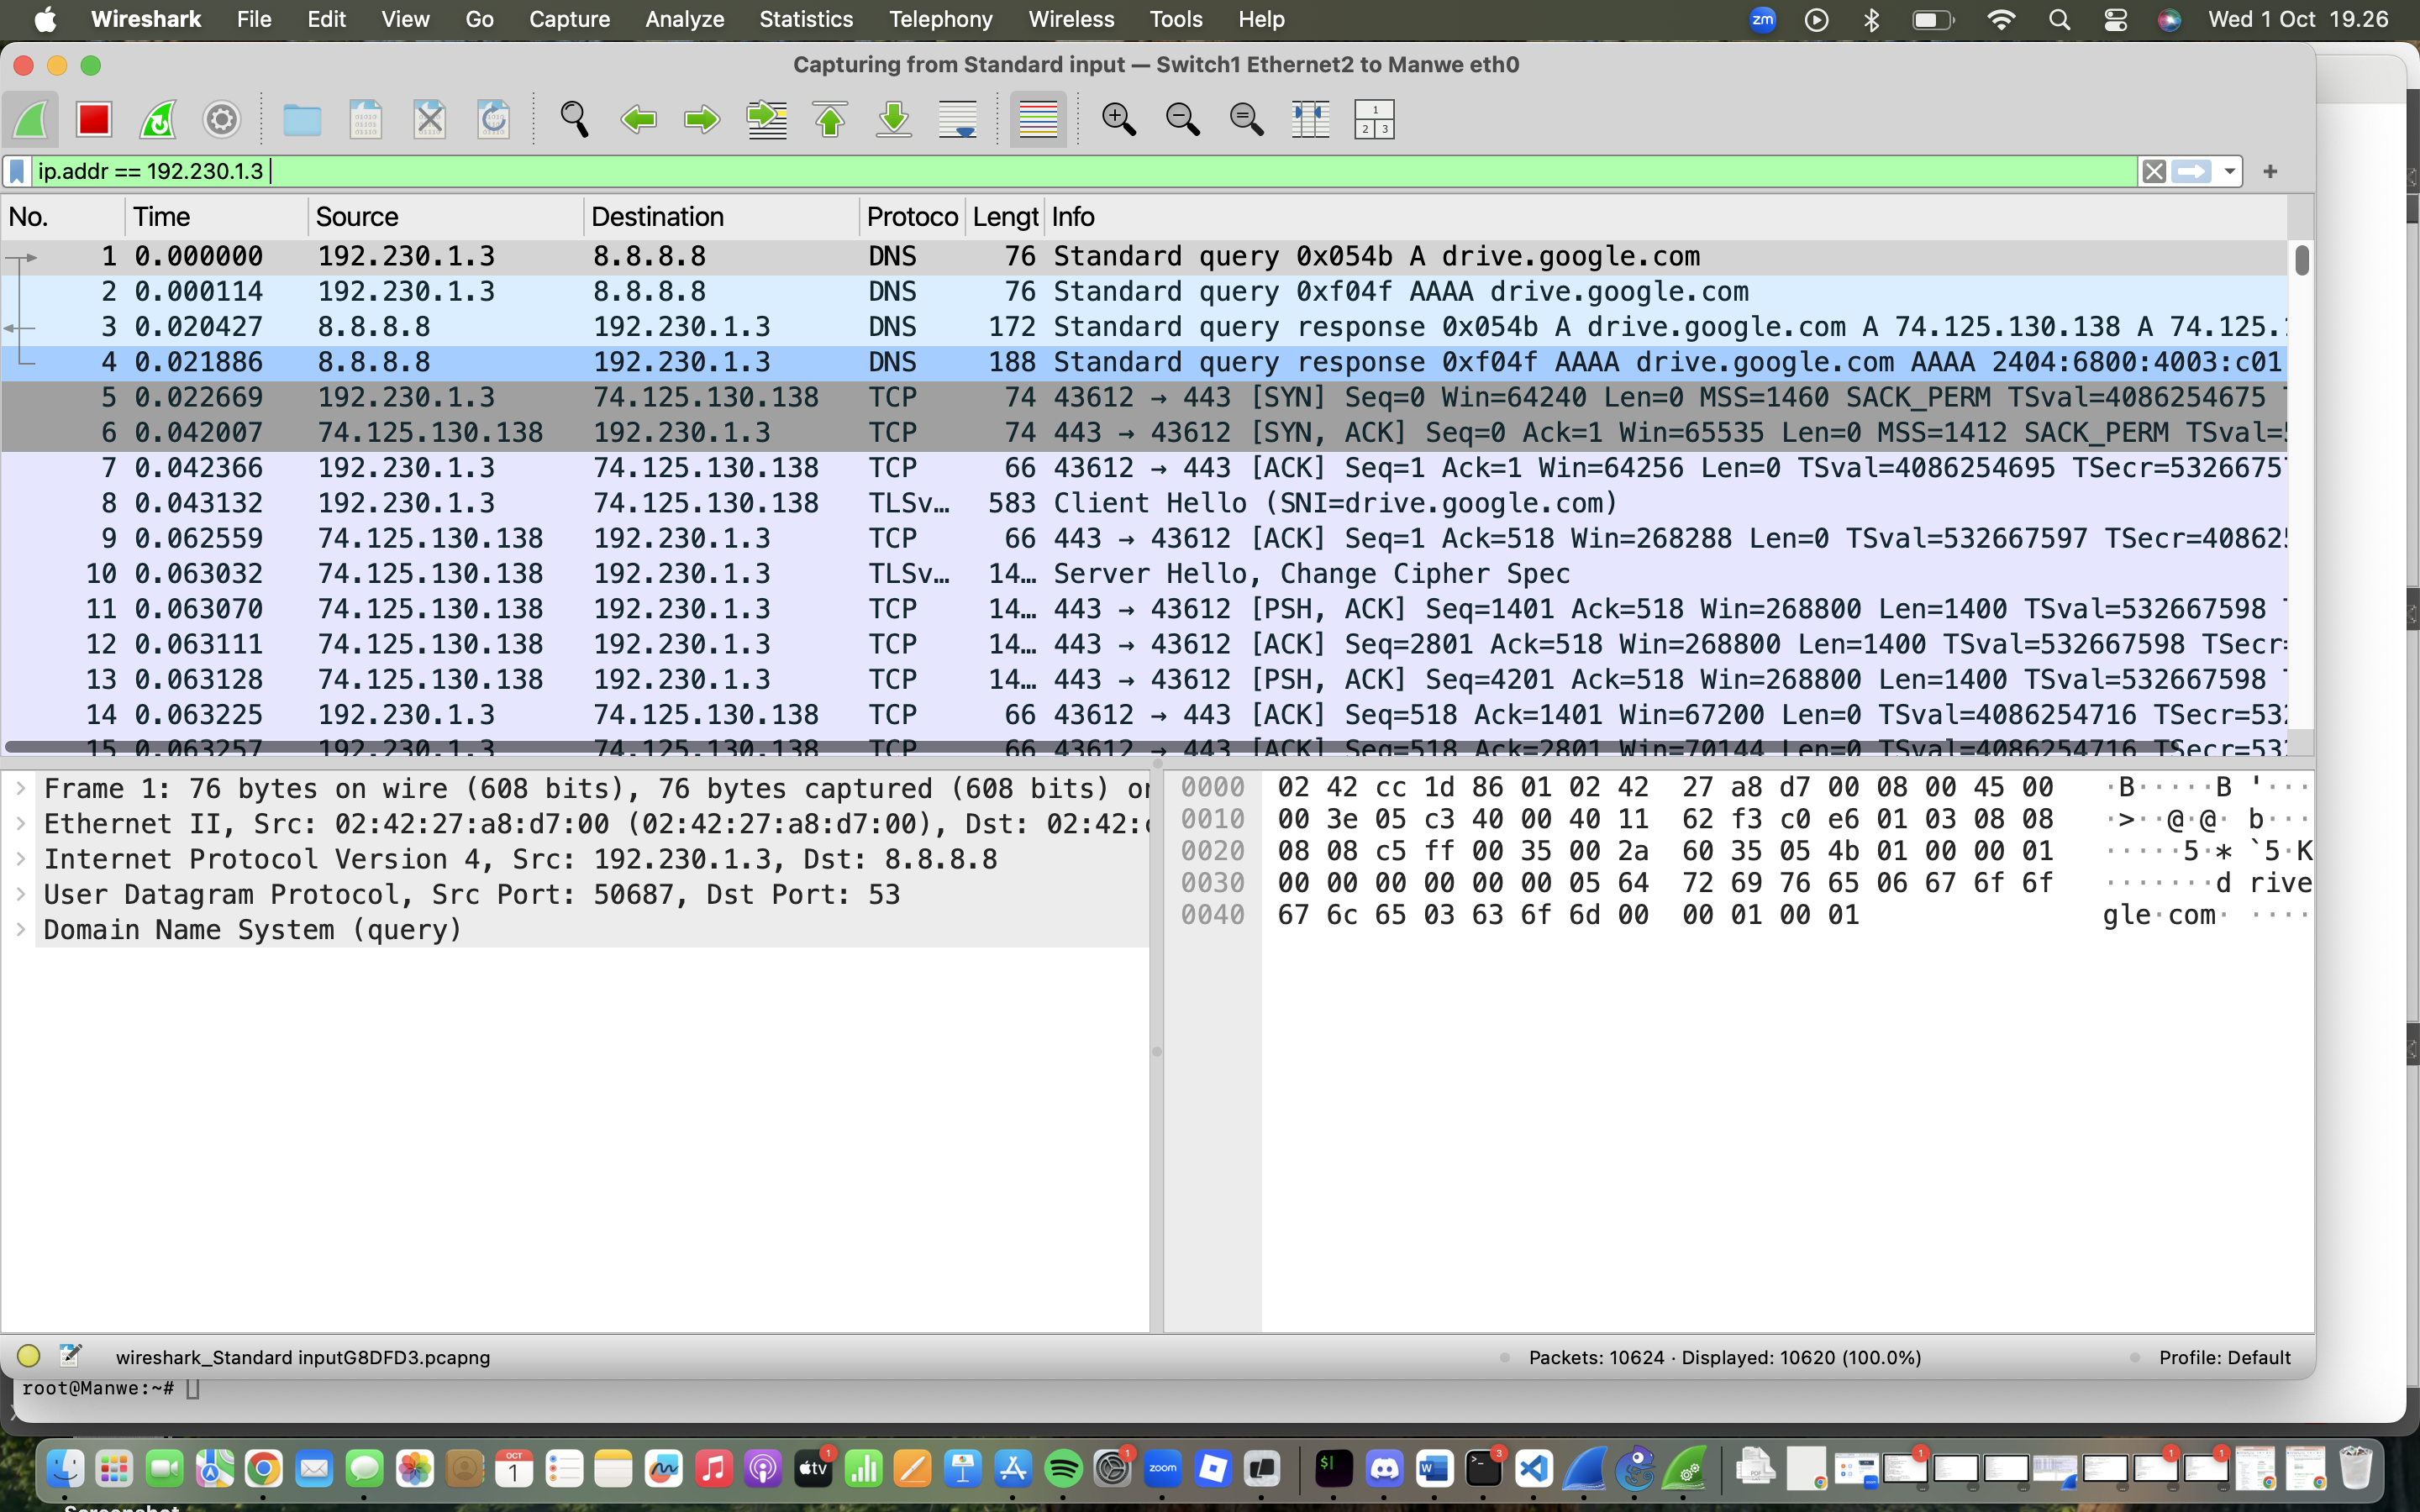 Wireshark File Edit View Go Capture Analyze Statistics Telephony Wireless Tools Help zm Wed 1 Oct 19.26
Capturing from Standard input — Switch1 Ethernet2 to Manwe eth0
ip.addr == 192.230.1.3
No. Time Source Destination Protoco Lengt Info
1 0.000000 192.230.1.3 8.8.8.8 DNS 76 Standard query 0x054b A drive.google.com
2 0.000114 192.230.1.3 8.8.8.8 DNS 76 Standard query 0xf04f AAAA drive.google.com
3 0.020427 8.8.8.8 192.230.1.3 DNS 172 Standard query response 0x054b A drive.google.com A 74.125.130.138 A 74.125.
4 0.021886 8.8.8.8 192.230.1.3 DNS 188 Standard query response 0xf04f AAAA drive.google.com AAAA 2404:6800:4003:c01
5 0.022669 192.230.1.3 74.125.130.138 TCP 74 43612 → 443 [SYN] Seq=0 Win=64240 Len=0 MSS=1460 SACK_PERM TSval=4086254675
6 0.042007 74.125.130.138 192.230.1.3 TCP 74 443 → 43612 [SYN, ACK] Seq=0 Ack=1 Win=65535 Len=0 MSS=1412 SACK_PERM TSval=
7 0.042366 192.230.1.3 74.125.130.138 TCP 66 43612 → 443 [ACK] Seq=1 Ack=1 Win=64256 Len=0 TSval=4086254695 TSecr=5326675
8 0.043132 192.230.1.3 74.125.130.138 TLSv… 583 Client Hello (SNI=drive.google.com)
9 0.062559 74.125.130.138 192.230.1.3 TCP 66 443 → 43612 [ACK] Seq=1 Ack=518 Win=268288 Len=0 TSval=532667597 TSecr=40862
10 0.063032 74.125.130.138 192.230.1.3 TLSv… 14… Server Hello, Change Cipher Spec
11 0.063070 74.125.130.138 192.230.1.3 TCP 14… 443 → 43612 [PSH, ACK] Seq=1401 Ack=518 Win=268800 Len=1400 TSval=532667598
12 0.063111 74.125.130.138 192.230.1.3 TCP 14… 443 → 43612 [ACK] Seq=2801 Ack=518 Win=268800 Len=1400 TSval=532667598 TSecr=
13 0.063128 74.125.130.138 192.230.1.3 TCP 14… 443 → 43612 [PSH, ACK] Seq=4201 Ack=518 Win=268800 Len=1400 TSval=532667598
14 0.063225 192.230.1.3 74.125.130.138 TCP 66 43612 → 443 [ACK] Seq=518 Ack=1401 Win=67200 Len=0 TSval=4086254716 TSecr=53
15 0.063257 192.230.1.3 74.125.130.138 TCP 66 43612 → 443 [ACK] Seq=518 Ack=2801 Win=70144 Len=0 TSval=4086254716 TSecr=53
Frame 1: 76 bytes on wire (608 bits), 76 bytes captured (608 bits) on
Ethernet II, Src: 02:42:27:a8:d7:00 (02:42:27:a8:d7:00), Dst: 02:42:
Internet Protocol Version 4, Src: 192.230.1.3, Dst: 8.8.8.8
User Datagram Protocol, Src Port: 50687, Dst Port: 53
Domain Name System (query)
0000 02 42 cc 1d 86 01 02 42 27 a8 d7 00 08 00 45 00 ·B·····B '···
0010 00 3e 05 c3 40 00 40 11 62 f3 c0 e6 01 03 08 08 ·>··@·@· b···
0020 08 08 c5 ff 00 35 00 2a 60 35 05 4b 01 00 00 01 ·····5·* `5·K
0030 00 00 00 00 00 00 05 64 72 69 76 65 06 67 6f 6f ·······d rive
0040 67 6c 65 03 63 6f 6d 00 00 01 00 01 gle·com· ····
wireshark_Standard inputG8DFD3.pcapng Packets: 10624 · Displayed: 10620 (100.0%) Profile: Default
root@Manwe:~#
OCT
1
tv
zoom
Screenshot